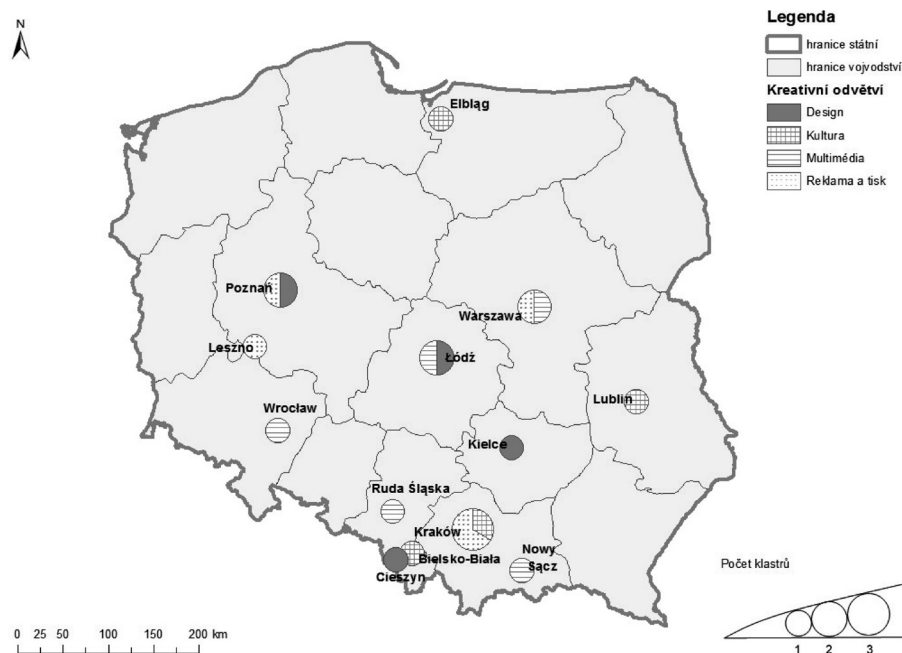 N
Legenda
hranice státní
hranice vojvodství
Kreativni odvětvi
Design
Kultura
Multimédia
Reklama a tisk
Elbląg
Poznań
Warszawa
Leszno
Łódź
Lublin
Wrocław
Kielce
Ruda Śląska
Kraków
Nowy
Sącz
Bielsko-Biała
Cieszyn
Počet klastrů
0 25 50 100 150 200 km
1 2 3